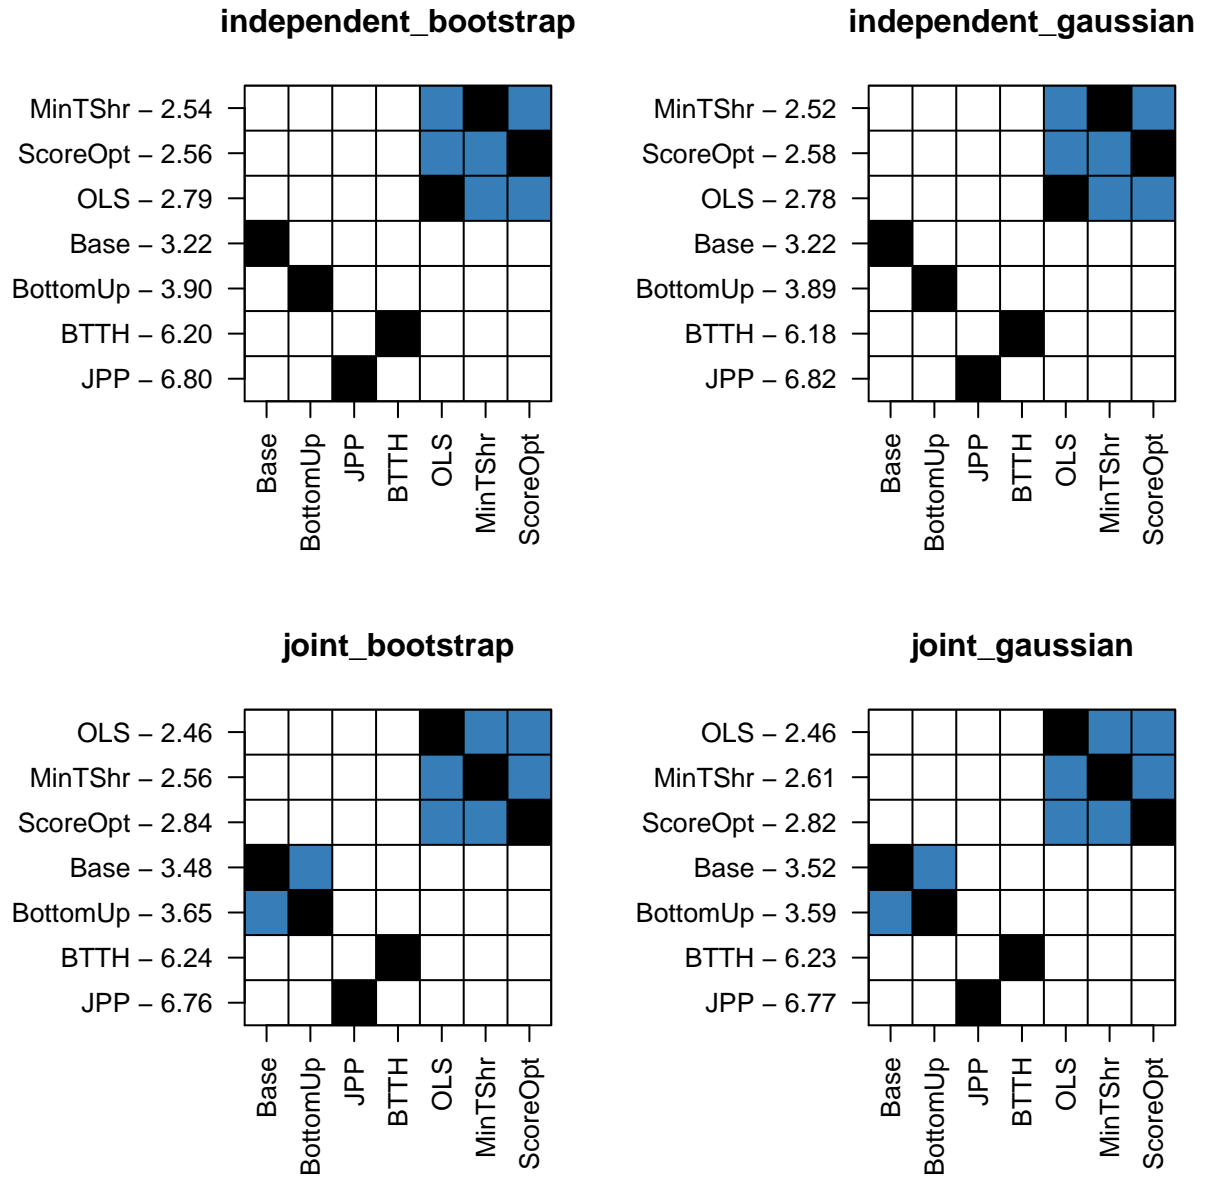 independent_bootstrap
MinTShr – 2.54
ScoreOpt – 2.56
OLS – 2.79
Base – 3.22
BottomUp – 3.90
BTTH – 6.20
JPP – 6.80
Base
BottomUp
JPP
BTTH
OLS
MinTShr
ScoreOpt
independent_gaussian
MinTShr – 2.52
ScoreOpt – 2.58
OLS – 2.78
Base – 3.22
BottomUp – 3.89
BTTH – 6.18
JPP – 6.82
Base
BottomUp
JPP
BTTH
OLS
MinTShr
ScoreOpt
joint_bootstrap
OLS – 2.46
MinTShr – 2.56
ScoreOpt – 2.84
Base – 3.48
BottomUp – 3.65
BTTH – 6.24
JPP – 6.76
Base
BottomUp
JPP
BTTH
OLS
MinTShr
ScoreOpt
joint_gaussian
OLS – 2.46
MinTShr – 2.61
ScoreOpt – 2.82
Base – 3.52
BottomUp – 3.59
BTTH – 6.23
JPP – 6.77
Base
BottomUp
JPP
BTTH
OLS
MinTShr
ScoreOpt